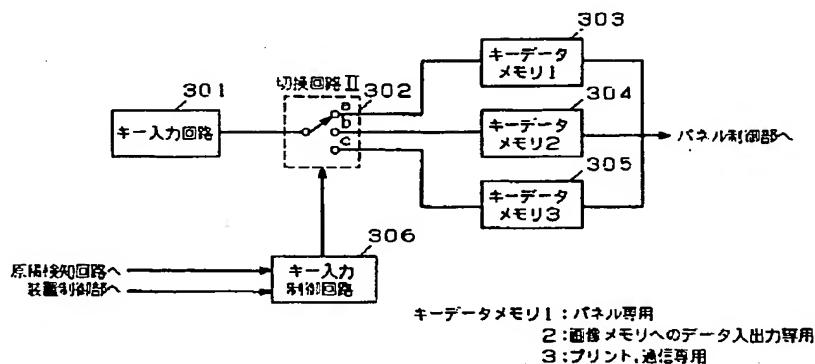 303
キーデータ
メモリ1
切換回路Ⅱ
302
301
a
b
c
キー入力回路
304
キーデータ
メモリ2
パネル制御部へ
305
キーデータ
メモリ3
306
原稿検知回路へ
装置制御部へ
キー入力
制御回路
キーデータメモリ1:パネル専用
2:画像メモリへのデータ入出力専用
3:プリント,通信専用